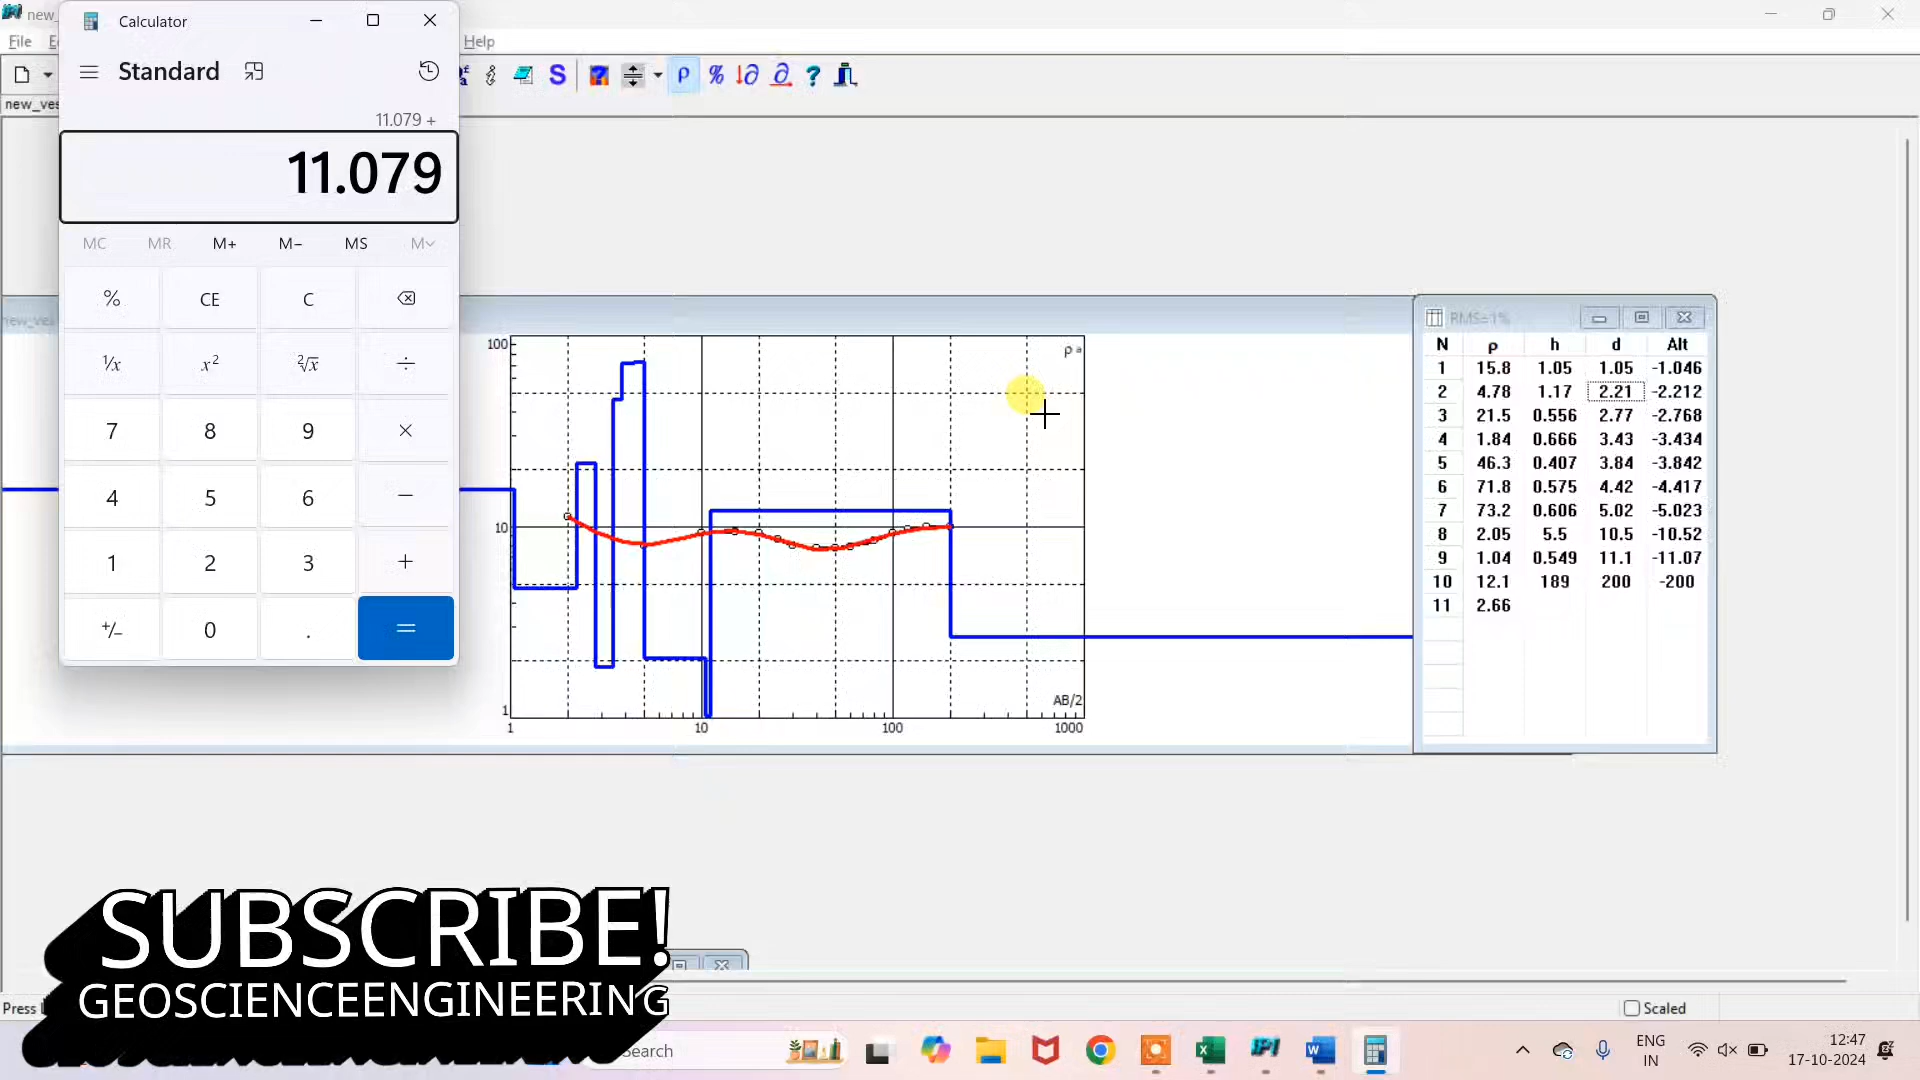 Calculator
new_
File
Help
Standard
11.079 +
11.079
MC MR M+ M− MS M
% CE C
¹/x x² ²√x ÷
7 8 9 ×
4 5 6 −
1 2 3 +
+/− 0 . =
S ρ % ∂ ∂ ?
new_ves
new_ves
100
10
1
1 10 100 1000
ρa
AB/2
RMS=1%
N ρ h d Alt
1 15.8 1.05 1.05 -1.046
2 4.78 1.17 2.21 -2.212
3 21.5 0.556 2.77 -2.768
4 1.84 0.666 3.43 -3.434
5 46.3 0.407 3.84 -3.842
6 71.8 0.575 4.42 -4.417
7 73.2 0.606 5.02 -5.023
8 2.05 5.5 10.5 -10.52
9 1.04 0.549 11.1 -11.07
10 12.1 189 200 -200
11 2.66
SUBSCRIBE!
GEOSCIENCEENGINEERING
Press
Scaled
Search
ENG
IN
12:47
17-10-2024